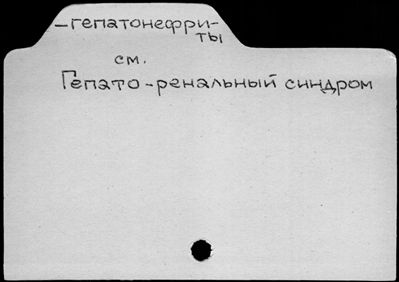 –гепатонефри-
ты
см.
Гепато-ренальный синдром